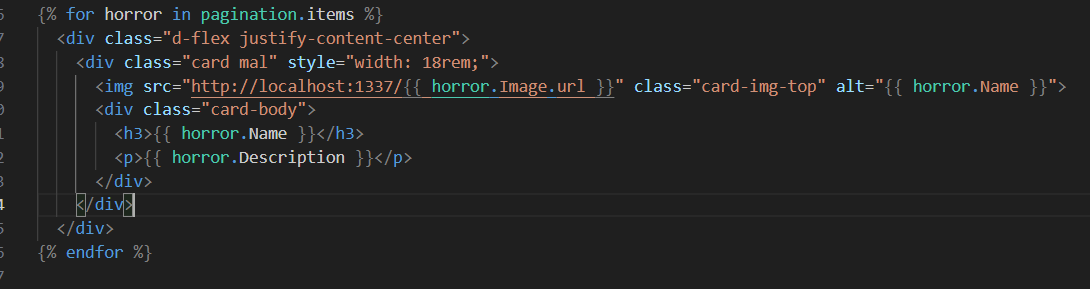 6 {% for horror in pagination.items %}
7 <div class="d-flex justify-content-center">
8 <div class="card mal" style="width: 18rem;">
9 <img src="http://localhost:1337/{{ horror.Image.url }}" class="card-img-top" alt="{{ horror.Name }}">
0 <div class="card-body">
1 <h3>{{ horror.Name }}</h3>
2 <p>{{ horror.Description }}</p>
3 </div>
4 </div>
5 </div>
6 {% endfor %}
7